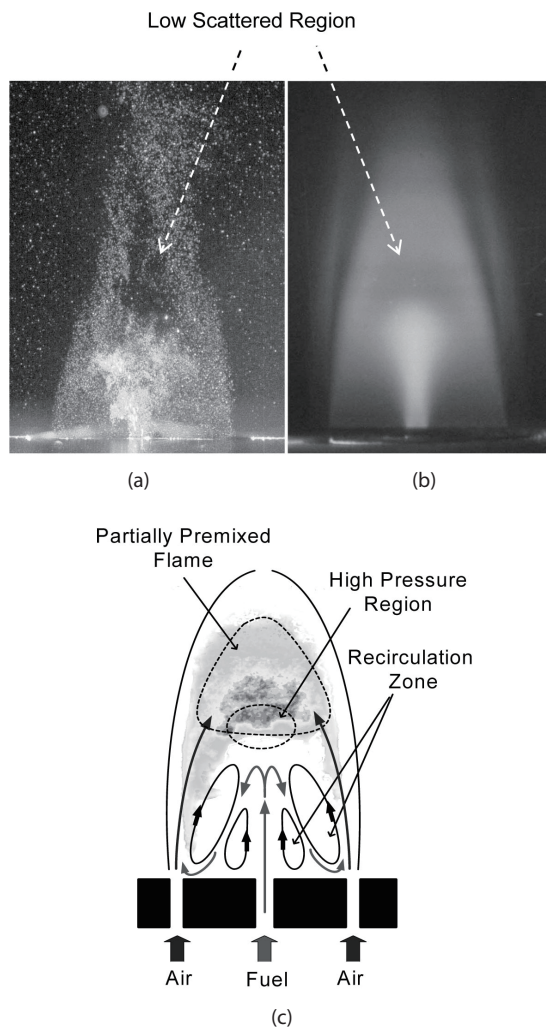 Low Scattered Region
(a)
(b)
Partially Premixed
Flame
High Pressure
Region
Recirculation
Zone
Air
Fuel
Air
(c)